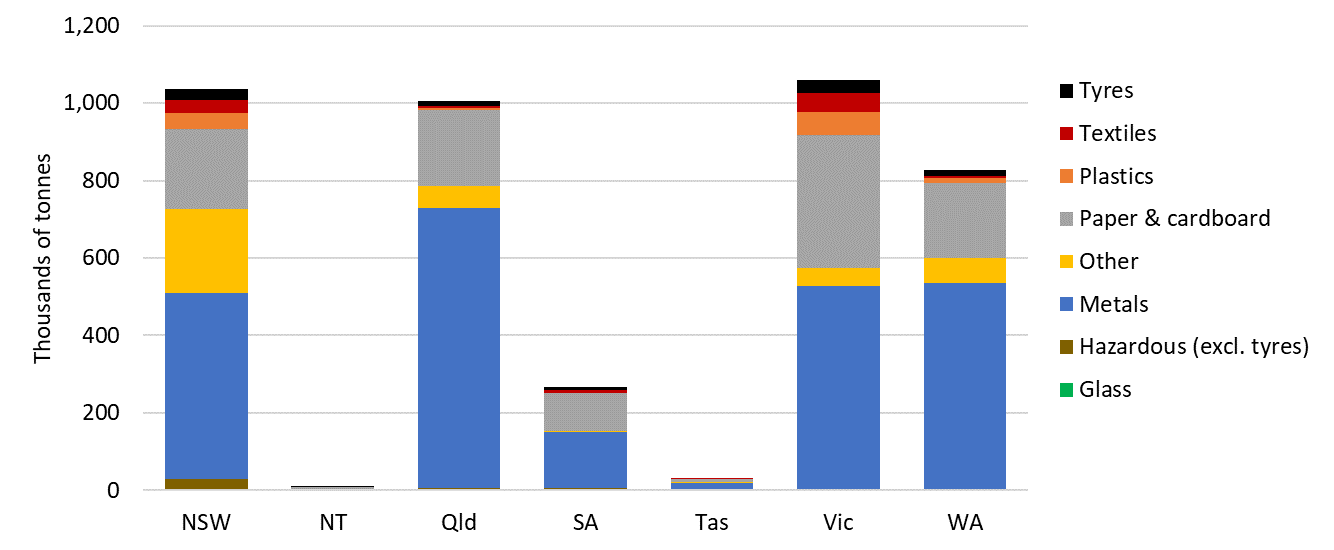 Thousands of tonnes
1,200
1,000
800
600
400
200
0
NSW NT Qld SA Tas Vic WA
Tyres
Textiles
Plastics
Paper & cardboard
Other
Metals
Hazardous (excl. tyres)
Glass